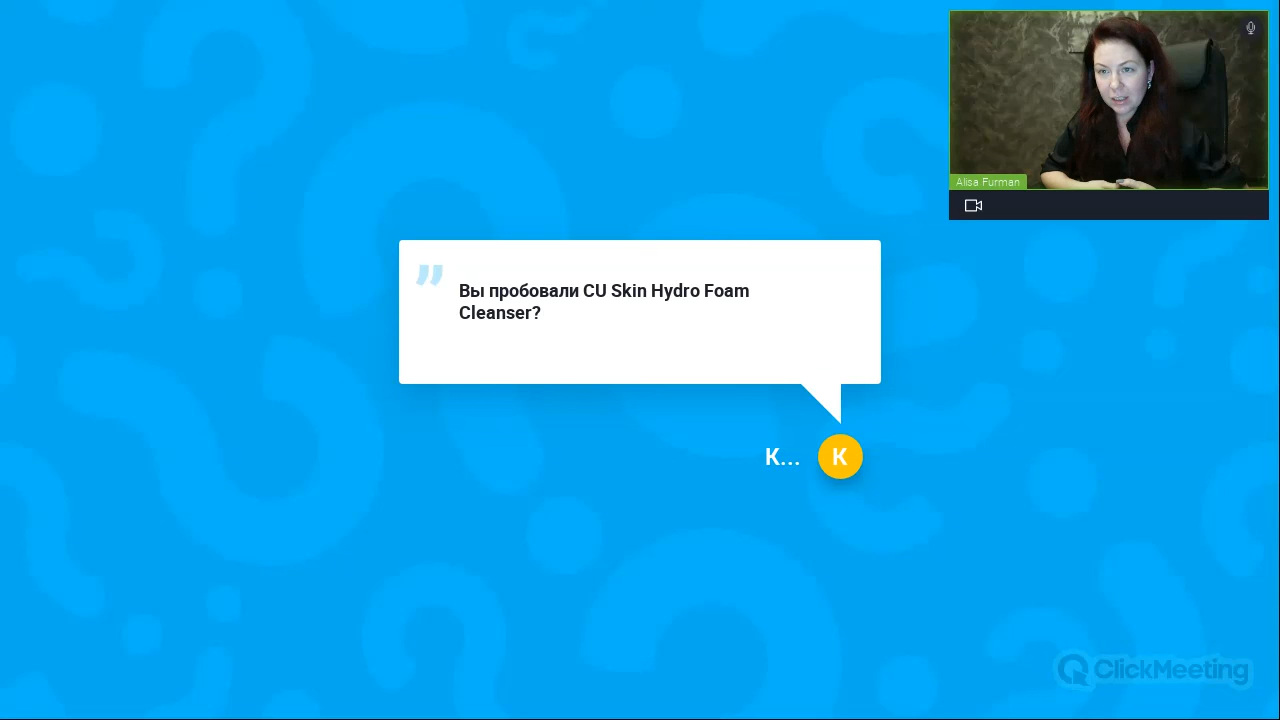 Alisa Furman
Вы пробовали CU Skin Hydro Foam
Cleanser?
К... К
ClickMeeting